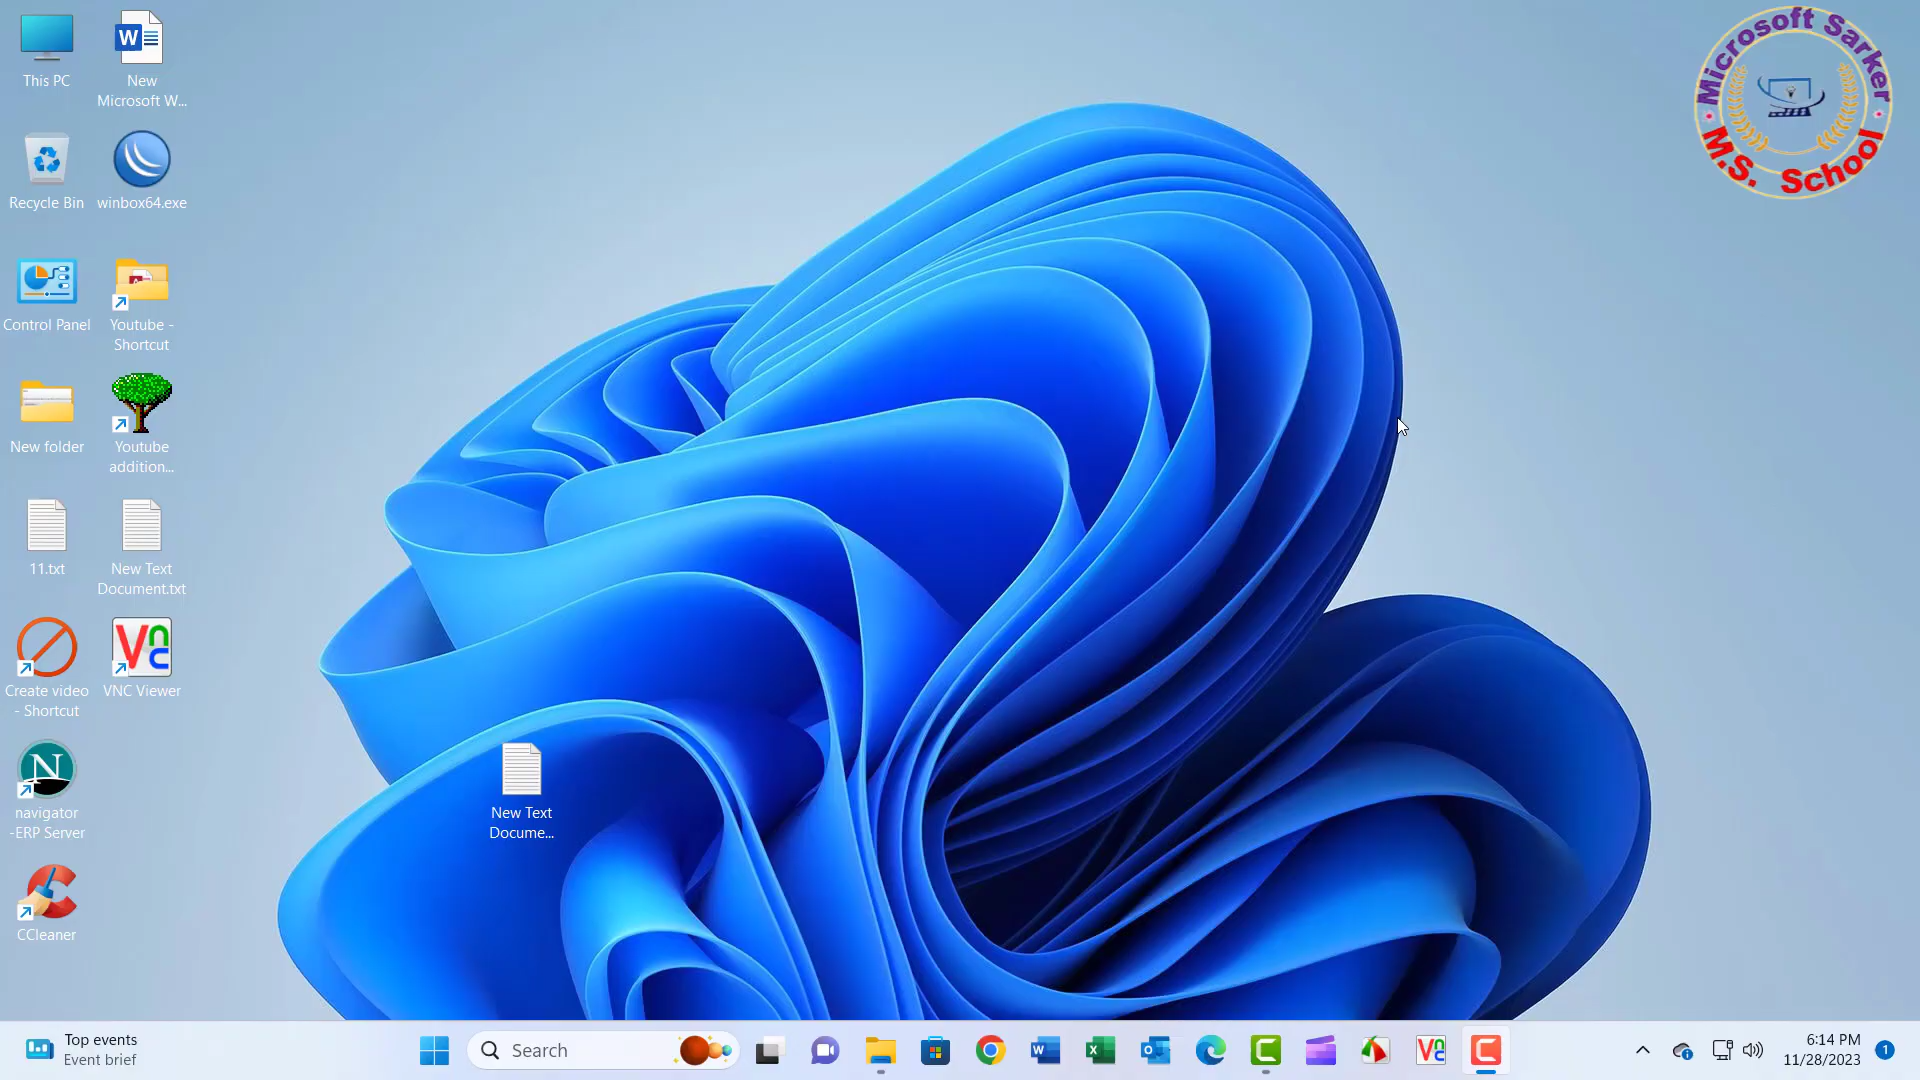 This PC
New
Microsoft W...
Recycle Bin
winbox64.exe
Control Panel
Youtube -
Shortcut
New folder
Youtube
addition...
11.txt
New Text
Document.txt
Create video
- Shortcut
VNC Viewer
navigator
-ERP Server
CCleaner
New Text
Docume...
Microsoft Sarker
M.S. School
Top events
Event brief
Search
6:14 PM
11/28/2023
1